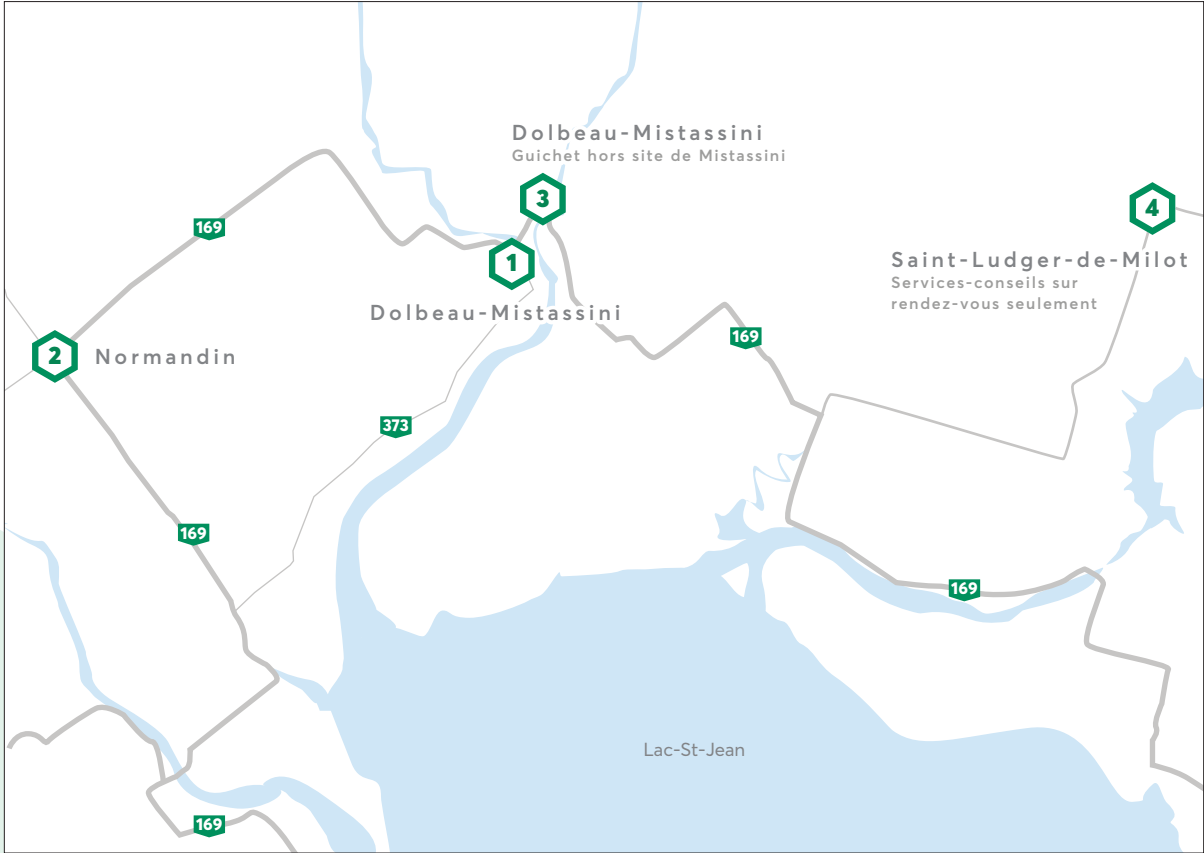 Dolbeau-Mistassini
Guichet hors site de Mistassini
3
4
169
1
Saint-Ludger-de-Milot
Services-conseils sur
rendez-vous seulement
Dolbeau-Mistassini
169
2
Normandin
373
169
169
Lac-St-Jean
169